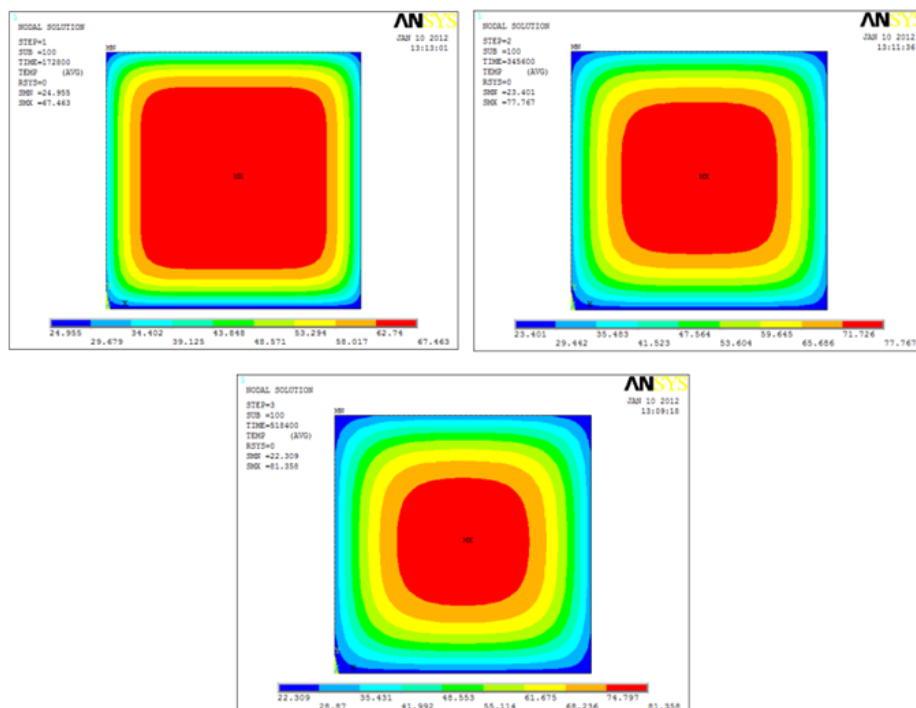 1
NODAL SOLUTION
STEP=1
SUB =100
TIME=172800
TEMP (AVG)
RSYS=0
SMN =24.955
SMX =67.463
ANSYS
JAN 10 2012
13:13:01
MN
MX
X
24.955 34.402 43.848 53.294 62.74
29.679 39.125 48.571 58.017 67.463
1
NODAL SOLUTION
STEP=2
SUB =100
TIME=345600
TEMP (AVG)
RSYS=0
SMN =23.401
SMX =77.767
ANSYS
JAN 10 2012
13:11:36
MN
MX
X
23.401 35.483 47.564 59.645 71.726
29.442 41.523 53.604 65.686 77.767
1
NODAL SOLUTION
STEP=3
SUB =100
TIME=518400
TEMP (AVG)
RSYS=0
SMN =22.309
SMX =81.358
ANSYS
JAN 10 2012
13:09:18
MN
MX
22.309 35.431 48.553 61.675 74.797
28.87 41.992 55.114 68.236 81.358